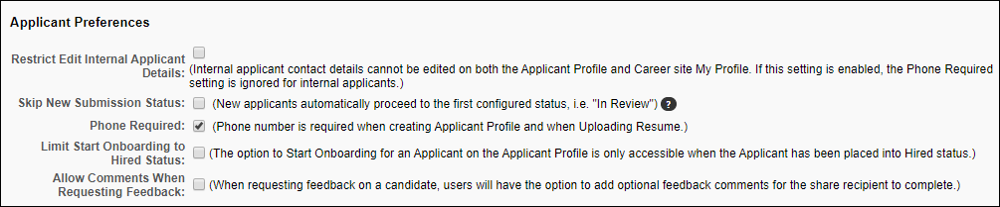 Applicant Preferences
Restrict Edit Internal Applicant
Details: (Internal applicant contact details cannot be edited on both the Applicant Profile and Career site My Profile. If this setting is enabled, the Phone Required
setting is ignored for internal applicants.)
Skip New Submission Status: (New applicants automatically proceed to the first configured status, i.e. "In Review") ?
Phone Required: (Phone number is required when creating Applicant Profile and when Uploading Resume.)
Limit Start Onboarding to
Hired Status: (The option to Start Onboarding for an Applicant on the Applicant Profile is only accessible when the Applicant has been placed into Hired status.)
Allow Comments When
Requesting Feedback: (When requesting feedback on a candidate, users will have the option to add optional feedback comments for the share recipient to complete.)